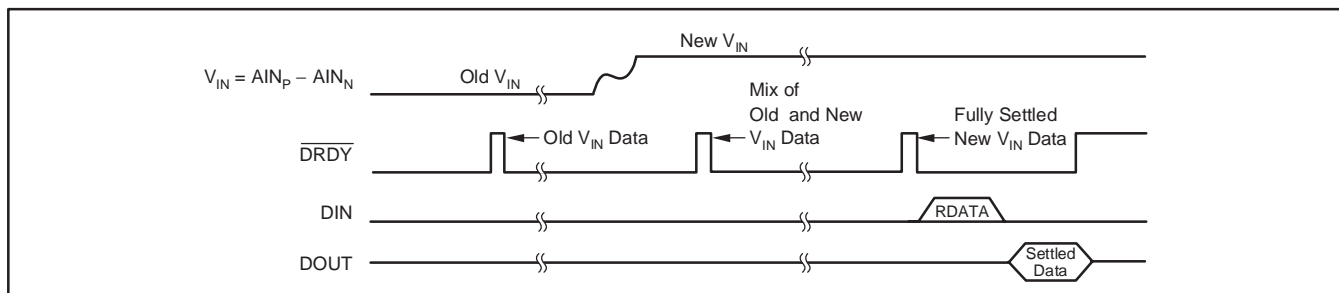 New V_IN
V_IN = AIN_P – AIN_N
Old V_IN
Mix of
Old and New
V_IN Data
Fully Settled
New V_IN Data
Old V_IN Data
DRDY
DIN
RDATA
DOUT
Settled
Data